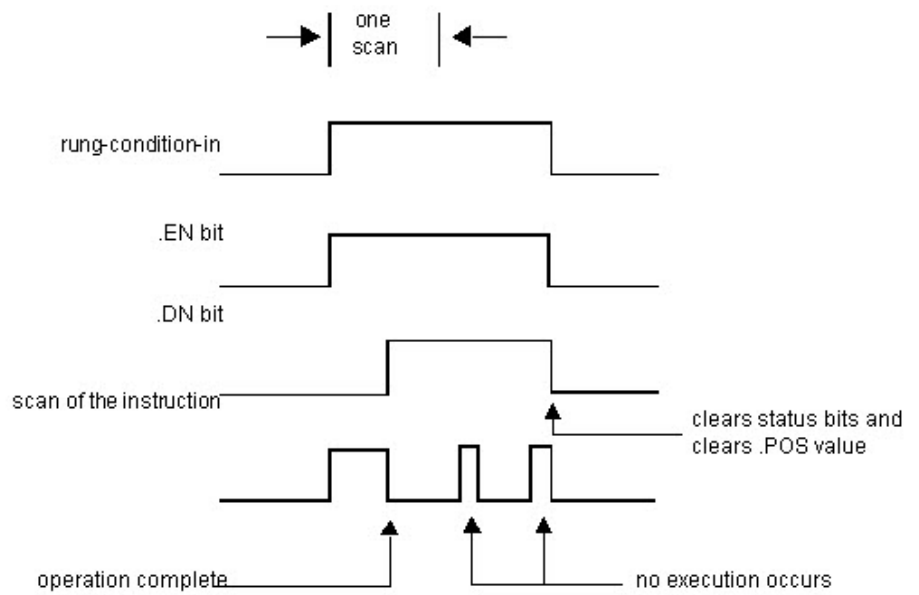 one
scan
rung-condition-in
.EN bit
.DN bit
scan of the instruction
clears status bits and
clears .POS value
operation complete
no execution occurs